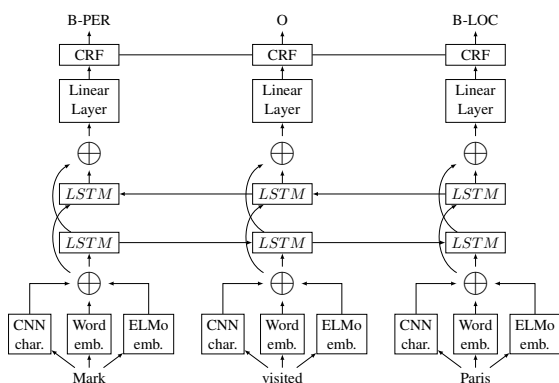 B-PER O B-LOC
CRF CRF CRF
Linear Linear Linear
Layer Layer Layer
LSTM LSTM LSTM
LSTM LSTM LSTM
CNN Word ELMo CNN Word ELMo CNN Word ELMo
char. emb. emb. char. emb. emb. char. emb. emb.
Mark visited Paris